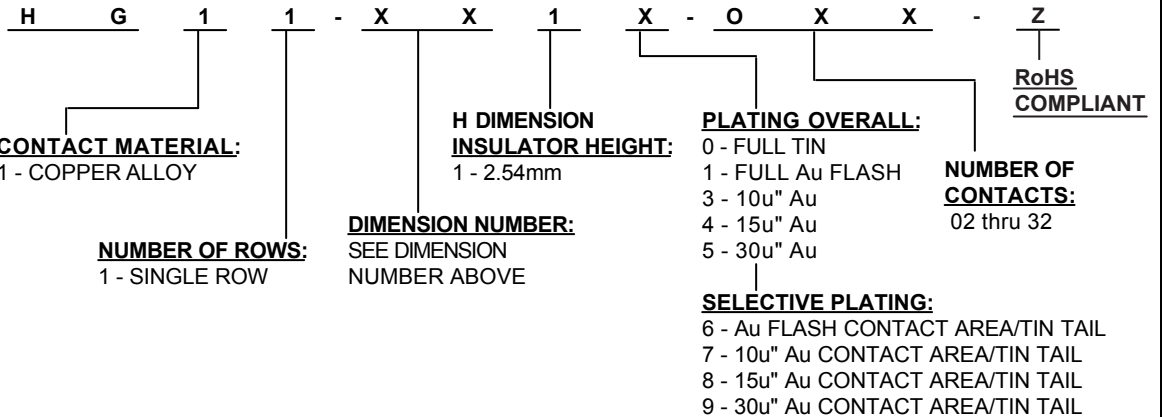 H G 1 1 - X X 1 X - O X X - Z
RoHS
COMPLIANT
CONTACT MATERIAL:
1 - COPPER ALLOY
NUMBER OF ROWS:
1 - SINGLE ROW
DIMENSION NUMBER:
SEE DIMENSION
NUMBER ABOVE
H DIMENSION
INSULATOR HEIGHT:
1 - 2.54mm
PLATING OVERALL:
0 - FULL TIN
1 - FULL Au FLASH
3 - 10u" Au
4 - 15u" Au
5 - 30u" Au
SELECTIVE PLATING:
6 - Au FLASH CONTACT AREA/TIN TAIL
7 - 10u" Au CONTACT AREA/TIN TAIL
8 - 15u" Au CONTACT AREA/TIN TAIL
9 - 30u" Au CONTACT AREA/TIN TAIL
NUMBER OF
CONTACTS:
02 thru 32